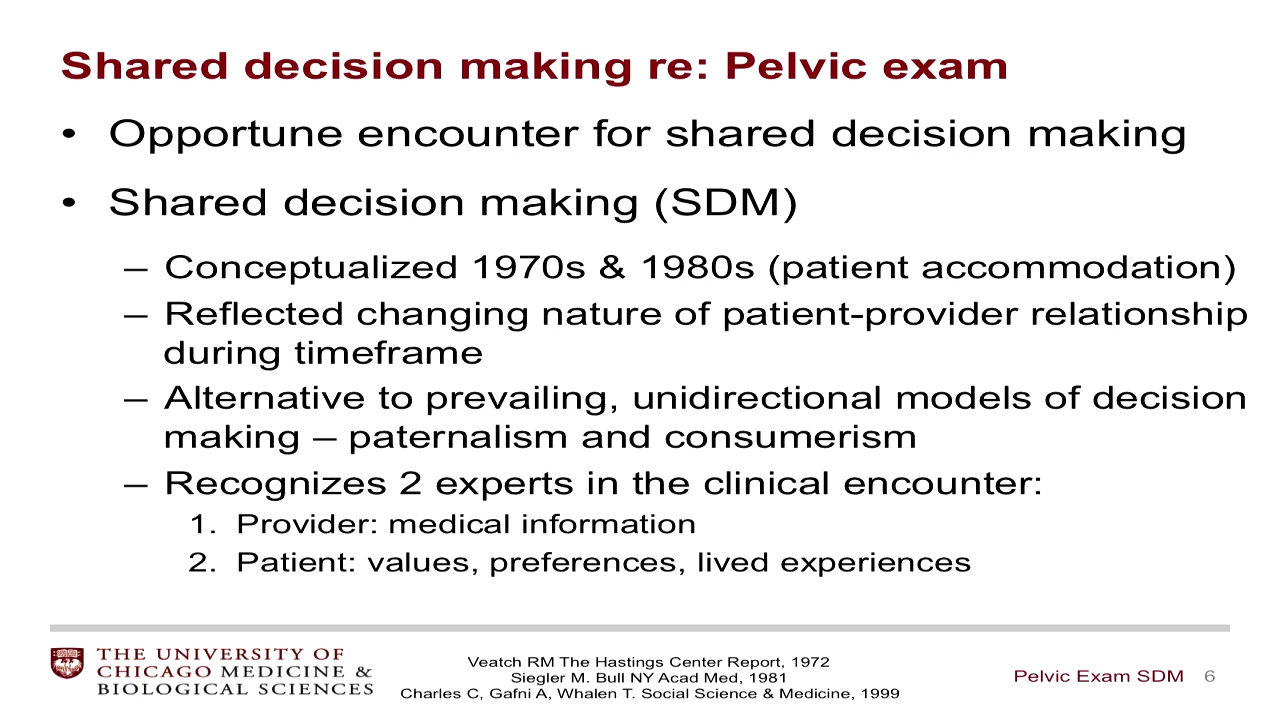 Shared decision making re: Pelvic exam
• Opportune encounter for shared decision making
• Shared decision making (SDM)
– Conceptualized 1970s & 1980s (patient accommodation)
– Reflected changing nature of patient-provider relationship
during timeframe
– Alternative to prevailing, unidirectional models of decision
making – paternalism and consumerism
– Recognizes 2 experts in the clinical encounter:
1. Provider: medical information
2. Patient: values, preferences, lived experiences
THE UNIVERSITY OF
CHICAGO MEDICINE &
BIOLOGICAL SCIENCES
Veatch RM The Hastings Center Report, 1972
Siegler M. Bull NY Acad Med, 1981
Charles C, Gafni A, Whalen T. Social Science & Medicine, 1999
Pelvic Exam SDM 6